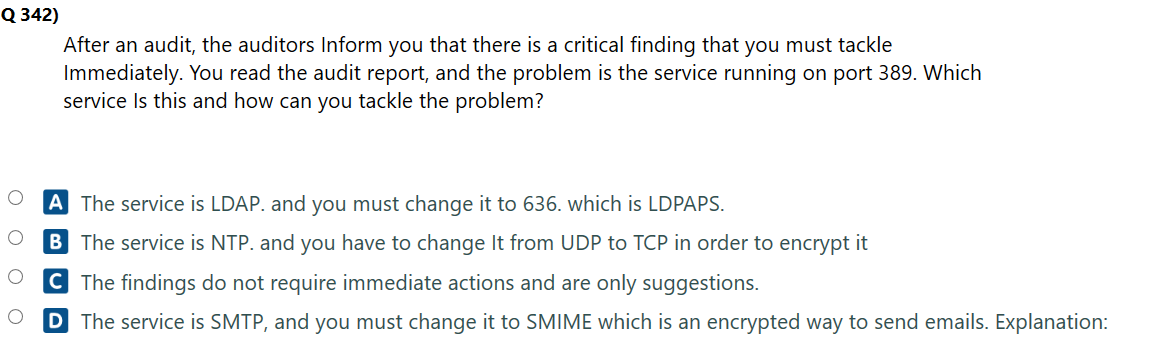 Q 342)
After an audit, the auditors Inform you that there is a critical finding that you must tackle
Immediately. You read the audit report, and the problem is the service running on port 389. Which
service Is this and how can you tackle the problem?
A The service is LDAP. and you must change it to 636. which is LDPAPS.
B The service is NTP. and you have to change It from UDP to TCP in order to encrypt it
C The findings do not require immediate actions and are only suggestions.
D The service is SMTP, and you must change it to SMIME which is an encrypted way to send emails. Explanation: